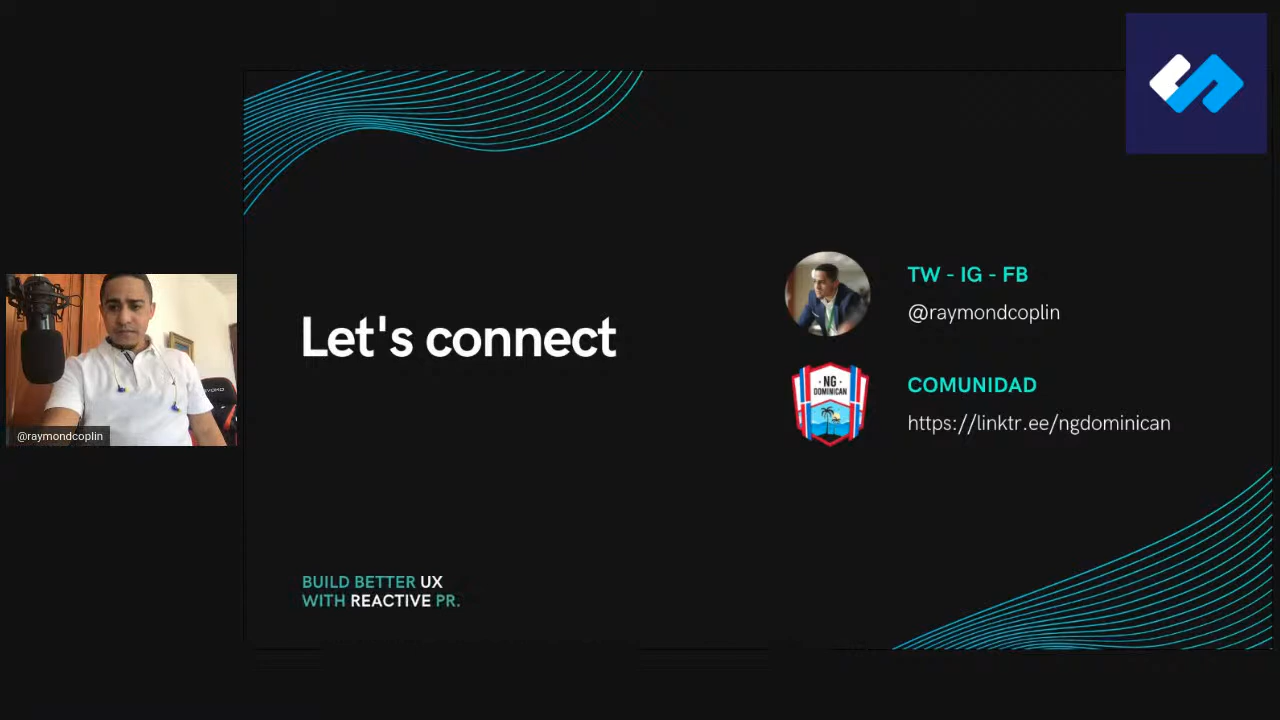 Let's connect
TW - IG - FB
@raymondcoplin
NG
DOMINICAN
COMUNIDAD
https://linktr.ee/ngdominican
@raymondcoplin
BUILD BETTER UX
WITH REACTIVE PR.